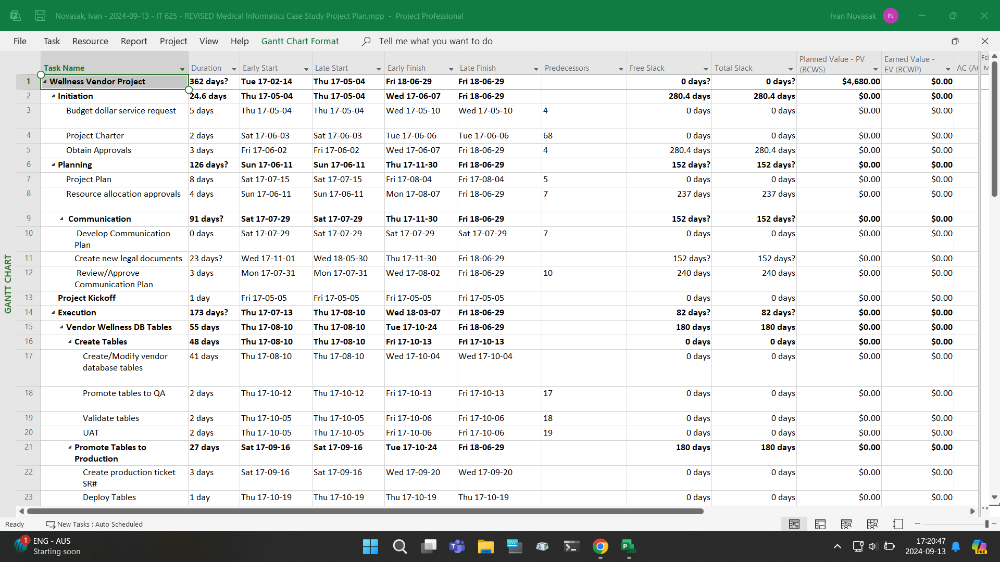 Novasak, Ivan - 2024-09-13 - IT 625 - REVISED Medical Informatics Case Study Project Plan.mpp - Project Professional
Ivan Novasak IN
File Task Resource Report Project View Help Gantt Chart Format Tell me what you want to do
Task Name Duration Early Start Late Start Early Finish Late Finish Predecessors Free Slack Total Slack Planned Value - PV (BCWS) Earned Value - EV (BCWP) AC (AC Fel M
1 Wellness Vendor Project 362 days? Tue 17-02-14 Thu 17-05-04 Fri 18-06-29 Fri 18-06-29 0 days? 0 days? $4,680.00 $0.00
2 Initiation 24.6 days Thu 17-05-04 Thu 17-05-04 Wed 17-06-07 Fri 18-06-29 280.4 days 280.4 days $0.00 $0.00
3 Budget dollar service request 5 days Thu 17-05-04 Thu 17-05-04 Wed 17-05-10 Wed 17-05-10 4 0 days 0 days $0.00 $0.00
4 Project Charter 2 days Sat 17-06-03 Sat 17-06-03 Tue 17-06-06 Tue 17-06-06 68 0 days 0 days $0.00 $0.00
5 Obtain Approvals 3 days Fri 17-06-02 Fri 17-06-02 Wed 17-06-07 Fri 18-06-29 4 280.4 days 280.4 days $0.00 $0.00
6 Planning 126 days? Sun 17-06-11 Sun 17-06-11 Thu 17-11-30 Fri 18-06-29 152 days? 152 days? $0.00 $0.00
7 Project Plan 8 days Sat 17-07-15 Sat 17-07-15 Fri 17-08-04 Fri 17-08-04 5 0 days 0 days $0.00 $0.00
8 Resource allocation approvals 4 days Sun 17-06-11 Sun 17-06-11 Mon 17-08-07 Fri 18-06-29 7 237 days 237 days $0.00 $0.00
9 Communication 91 days? Sat 17-07-29 Sat 17-07-29 Thu 17-11-30 Fri 18-06-29 152 days? 152 days? $0.00 $0.00
10 Develop Communication Plan 0 days Sat 17-07-29 Sat 17-07-29 Sat 17-07-29 Sat 17-07-29 7 0 days 0 days $0.00 $0.00
11 Create new legal documents 23 days? Wed 17-11-01 Wed 18-05-30 Thu 17-11-30 Fri 18-06-29 152 days? 152 days? $0.00 $0.00
12 Review/Approve Communication Plan 3 days Mon 17-07-31 Mon 17-07-31 Wed 17-08-02 Fri 18-06-29 10 240 days 240 days $0.00 $0.00
13 Project Kickoff 1 day Fri 17-05-05 Fri 17-05-05 Fri 17-05-05 Fri 17-05-05 0 days 0 days $0.00 $0.00
14 Execution 173 days? Thu 17-07-13 Thu 17-08-10 Wed 18-03-07 Fri 18-06-29 82 days? 82 days? $0.00 $0.00
15 Vendor Wellness DB Tables 55 days Thu 17-08-10 Thu 17-08-10 Tue 17-10-24 Fri 18-06-29 180 days 180 days $0.00 $0.00
16 Create Tables 48 days Thu 17-08-10 Thu 17-08-10 Fri 17-10-13 Fri 17-10-13 0 days 0 days $0.00 $0.00
17 Create/Modify vendor database tables 41 days Thu 17-08-10 Thu 17-08-10 Wed 17-10-04 Wed 17-10-04 0 days 0 days $0.00 $0.00
18 Promote tables to QA 2 days Thu 17-10-12 Thu 17-10-12 Fri 17-10-13 Fri 17-10-13 17 0 days 0 days $0.00 $0.00
19 Validate tables 2 days Thu 17-10-05 Thu 17-10-05 Fri 17-10-06 Fri 17-10-06 18 0 days 0 days $0.00 $0.00
20 UAT 2 days Thu 17-10-05 Thu 17-10-05 Fri 17-10-06 Fri 17-10-06 19 0 days 0 days $0.00 $0.00
21 Promote Tables to Production 27 days Sat 17-09-16 Sat 17-09-16 Tue 17-10-24 Fri 18-06-29 180 days 180 days $0.00 $0.00
22 Create production ticket SR# 3 days Sat 17-09-16 Sat 17-09-16 Wed 17-09-20 Wed 17-09-20 0 days 0 days $0.00 $0.00
23 Deploy Tables 1 day Thu 17-10-19 Thu 17-10-19 Thu 17-10-19 Thu 17-10-19 0 days 0 days $0.00 $0.00
GANTT CHART
Ready New Tasks : Auto Scheduled
1 ENG - AUS
Starting soon
17:20:47
2024-09-13
PRE